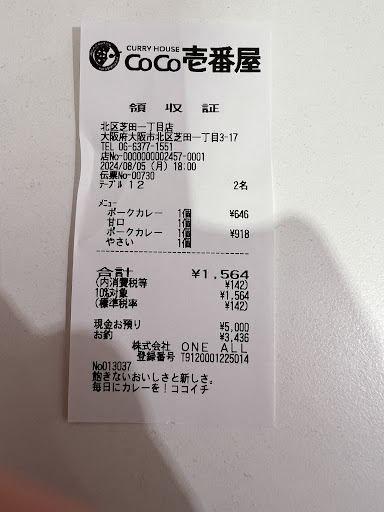 CURRY HOUSE
CoCo壱番屋
領収証
北区芝田一丁目店
大阪府大阪市北区芝田一丁目3-17
TEL 06-6377-1551
店No-0000000002457-0001
2024/08/05 (月) 18:00
伝票No-00730
テーブル 12 2名
メニュー
ポークカレー 1個 ¥646
甘口 1個
ポークカレー 1個 ¥918
やさい 1個
合計 ¥1,564
(内消費税等 ¥142)
10%対象 ¥1,564
(標準税率 ¥142)
現金お預り ¥5,000
お釣 ¥3,436
株式会社 ONE ALL
登録番号 T9120001225014
No013037
飽きないおいしさと新しさ。
毎日にカレーを!ココイチ